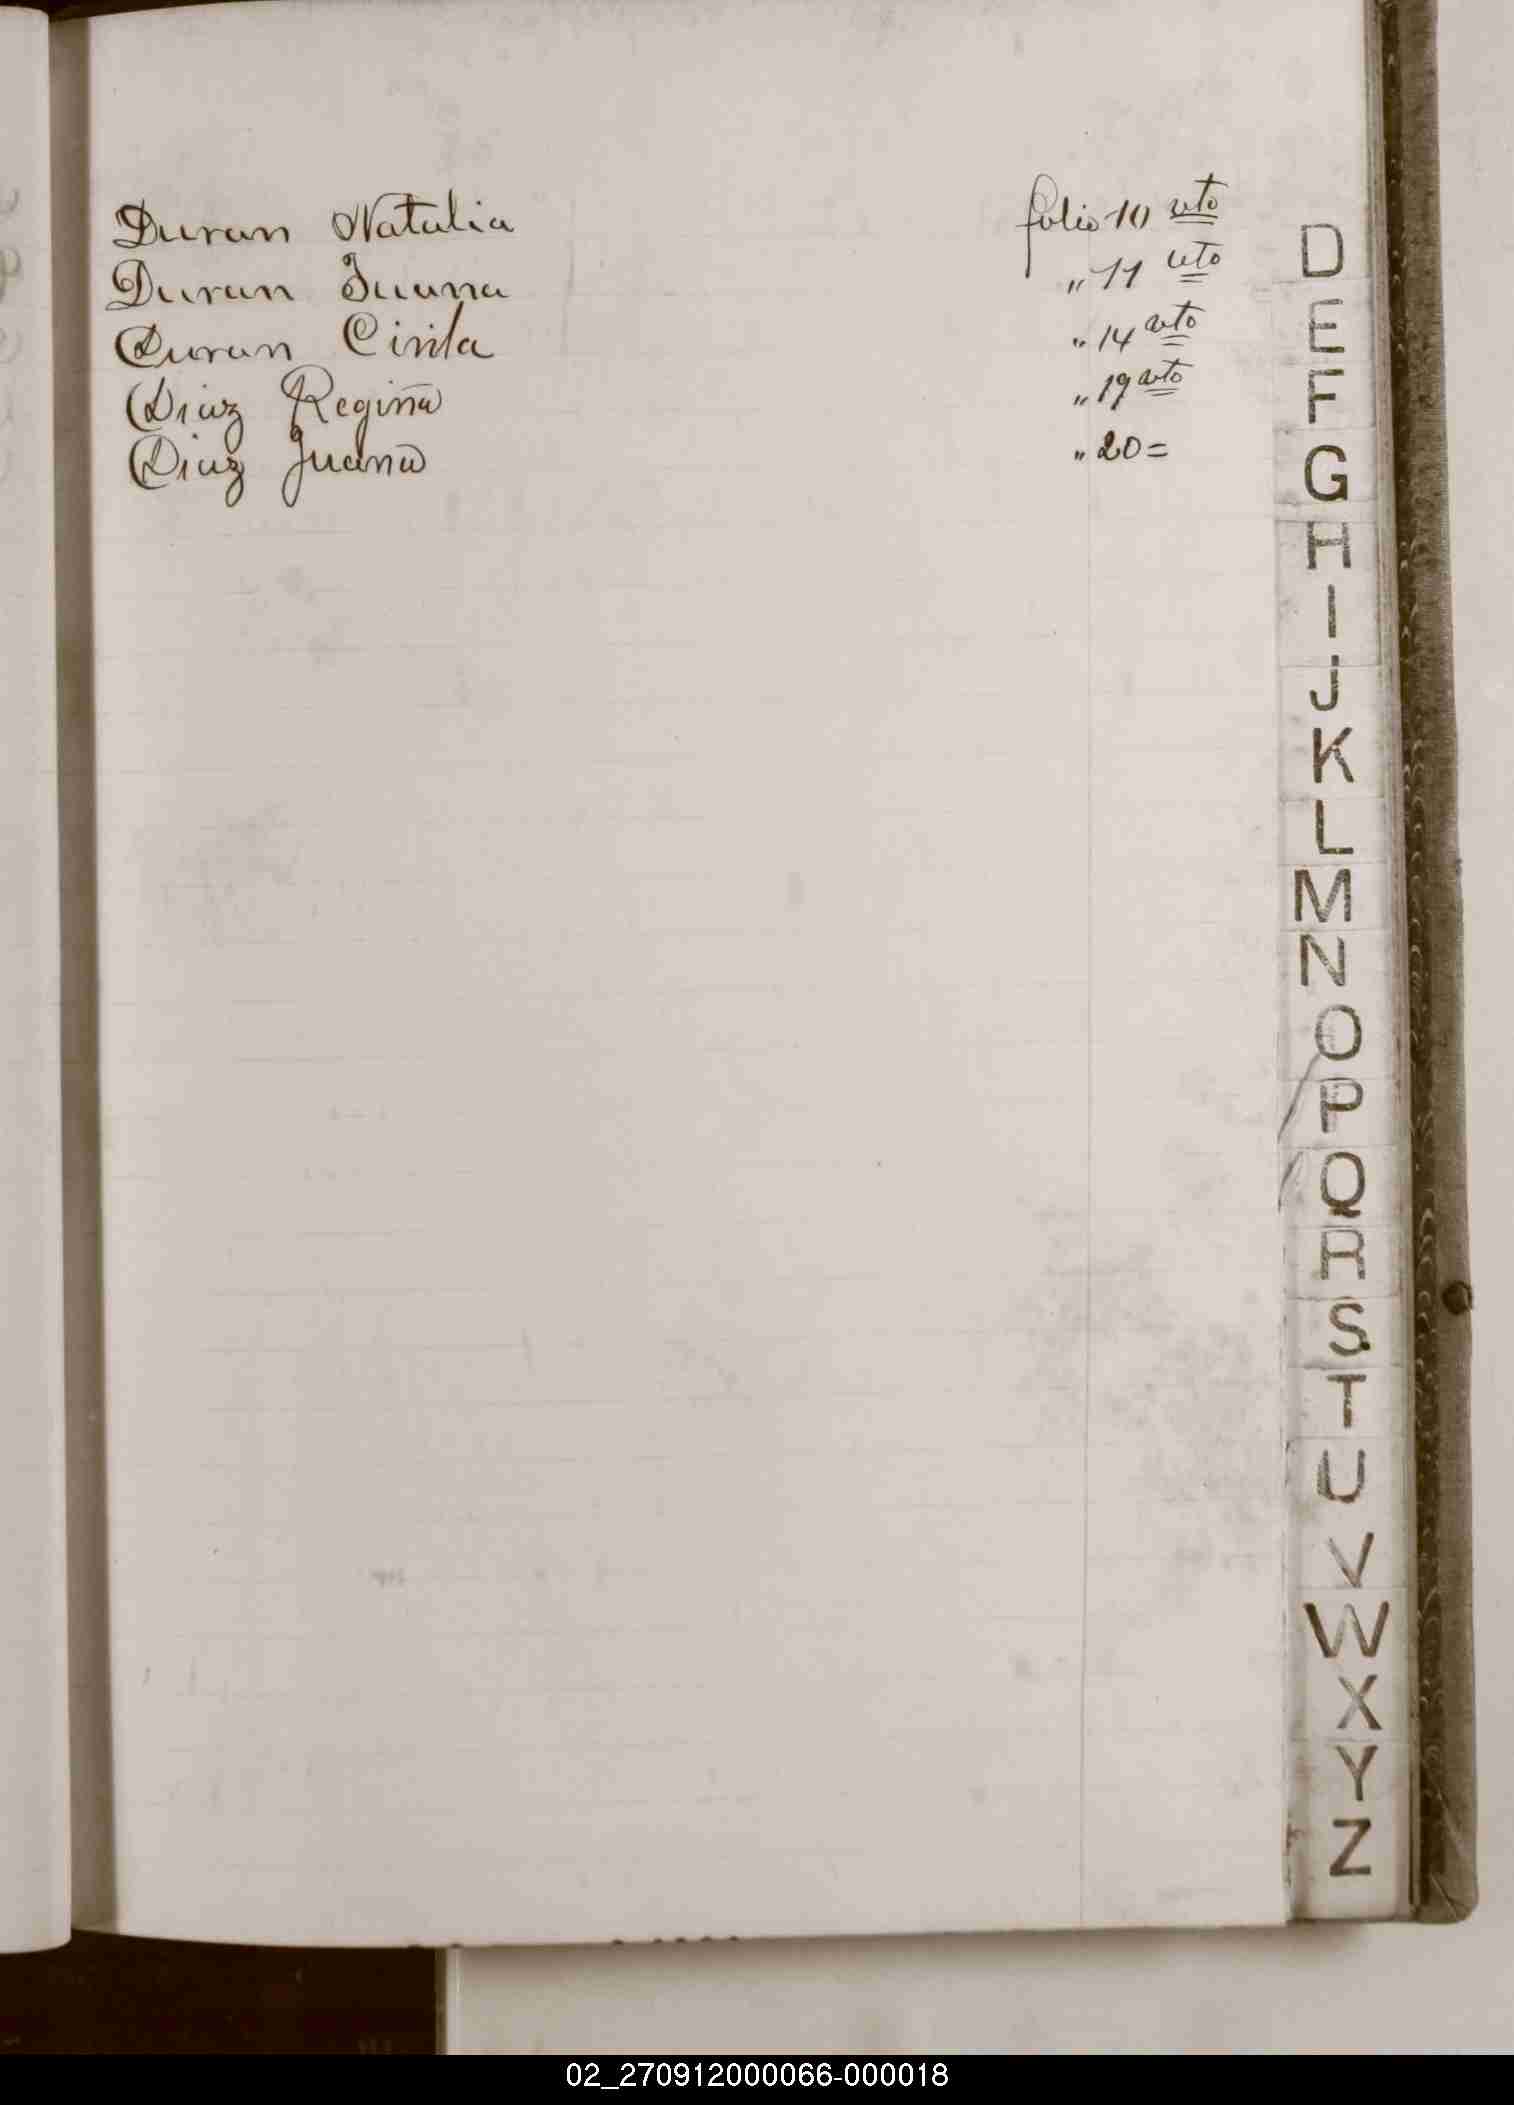 Duran Natalia folio 10 vto
Duran Juana " 11 vto
Duran Cirila " 14 vto
Diaz Regina " 19 vto
Diaz Juana " 20=
D
E
F
G
H
I
J
K
L
M
N
O
P
Q
R
S
T
U
V
W
X
Y
Z
02_270912000066-000018